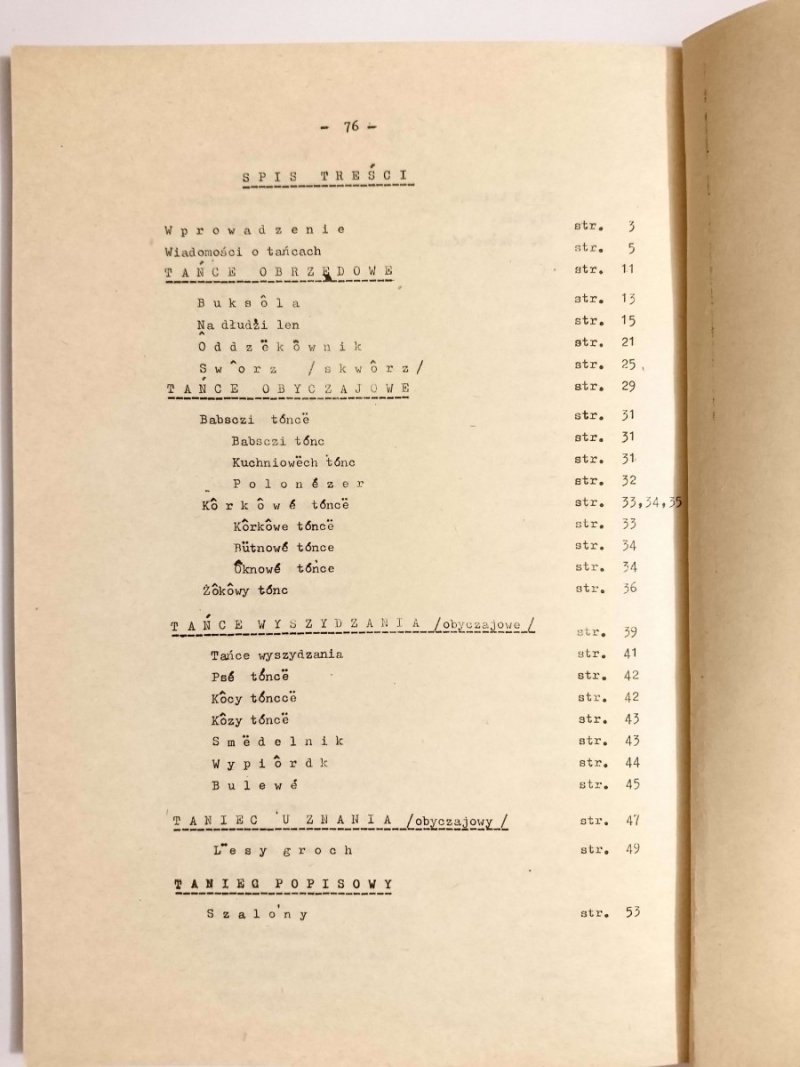 - 76 -
SPIS TREŚCI
Wprowadzenie str. 3
Wiadomości o tańcach str. 5
TAŃCE OBRZĘDOWE str. 11
Buksôla str. 13
Na dłudżi len str. 15
Ôddzëkôwnik str. 21
Swôorz /skwôrz/ str. 25
TAŃCE OBYCZAJOWE str. 29
Babsczi tóncë str. 31
Babsczi tónc str. 31
Kuchniowëch tónc str. 31
Polonézer str. 32
Kôrkôwé tóncë str. 33,34,35
Kôrkôwe tóncë str. 33
Bütnowé tónce str. 34
Ôknowé tónce str. 34
Żôkôwy tónc str. 36
TAŃCE WYSZYDZANIA /obyczajowe/ str. 39
Tańce wyszydzania str. 41
Psé tóncë str. 42
Kôcy tónccë str. 42
Kôzy tóncë str. 43
Smëdelnik str. 43
Wypiôrdk str. 44
Bulewé str. 45
TANIEC UZNANIA /obyczajowy/ str. 47
Lësy groch str. 49
TANIEC POPISOWY
Szalóny str. 53